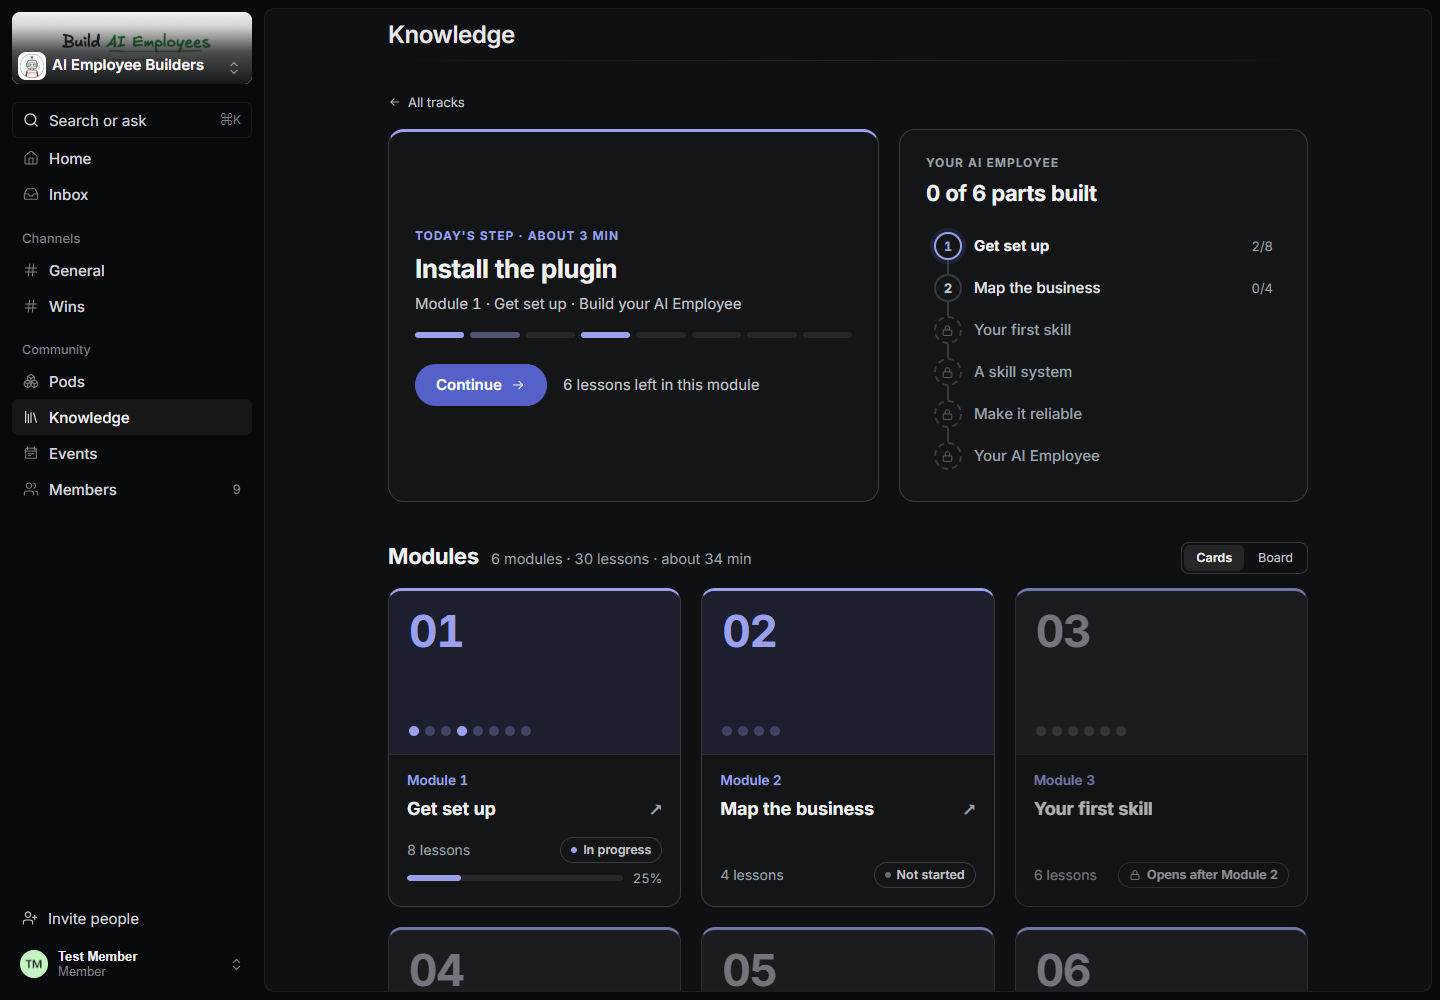 Build AI Employees
AI Employee Builders
Search or ask
⌘K
Home
Inbox
Channels
General
Wins
Community
Pods
Knowledge
Events
Members
9
Invite people
TM
Test Member
Member
Knowledge
← All tracks
TODAY'S STEP · ABOUT 3 MIN
Install the plugin
Module 1 · Get set up · Build your AI Employee
Continue →
6 lessons left in this module
YOUR AI EMPLOYEE
0 of 6 parts built
1 Get set up 2/8
2 Map the business 0/4
Your first skill
A skill system
Make it reliable
Your AI Employee
Modules 6 modules · 30 lessons · about 34 min
Cards Board
01
Module 1
Get set up ↗
8 lessons In progress
25%
02
Module 2
Map the business ↗
4 lessons Not started
03
Module 3
Your first skill
6 lessons Opens after Module 2
04
05
06